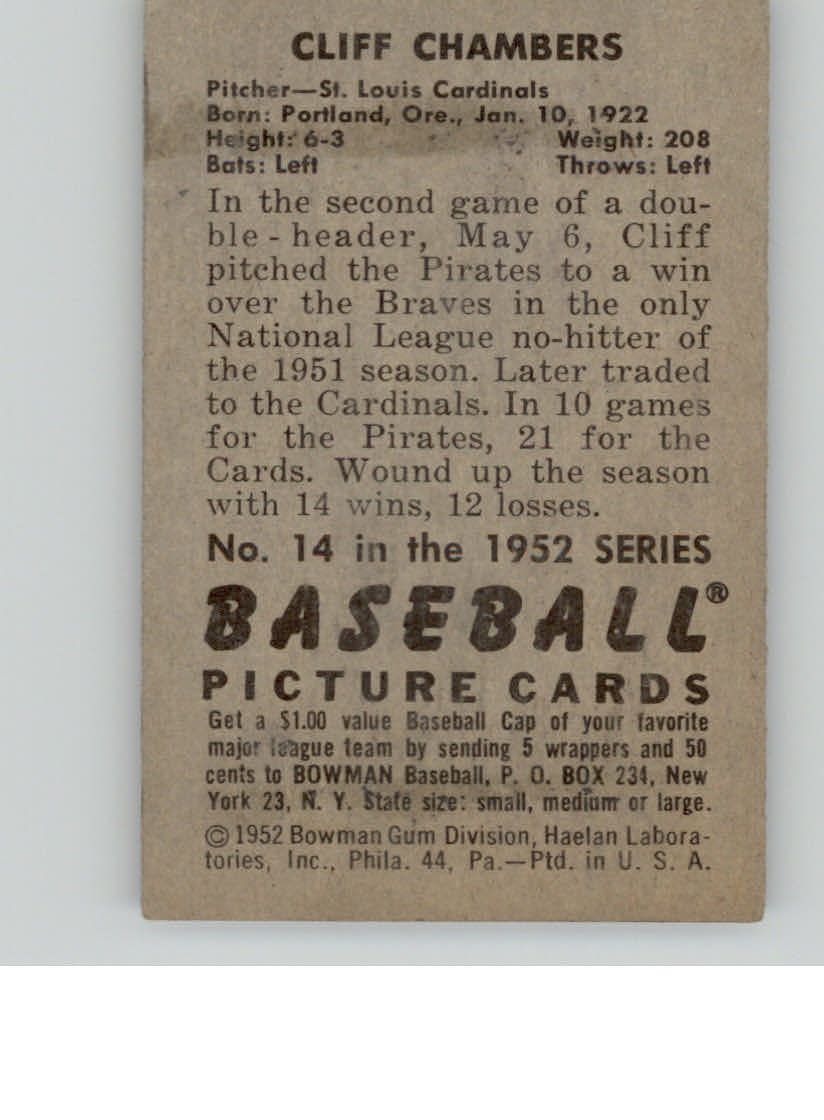 CLIFF CHAMBERS
Pitcher—St. Louis Cardinals
Born: Portland, Ore., Jan. 10, 1922
Height: 6-3 Weight: 208
Bats: Left Throws: Left
In the second game of a dou-
ble-header, May 6, Cliff
pitched the Pirates to a win
over the Braves in the only
National League no-hitter of
the 1951 season. Later traded
to the Cardinals. In 10 games
for the Pirates, 21 for the
Cards. Wound up the season
with 14 wins, 12 losses.
No. 14 in the 1952 SERIES
BASEBALL®
PICTURE CARDS
Get a $1.00 value Baseball Cap of your favorite
major league team by sending 5 wrappers and 50
cents to BOWMAN Baseball, P. O. BOX 234, New
York 23, N. Y. State size: small, medium or large.
© 1952 Bowman Gum Division, Haelan Labora-
tories, Inc., Phila. 44, Pa.—Ptd. in U. S. A.